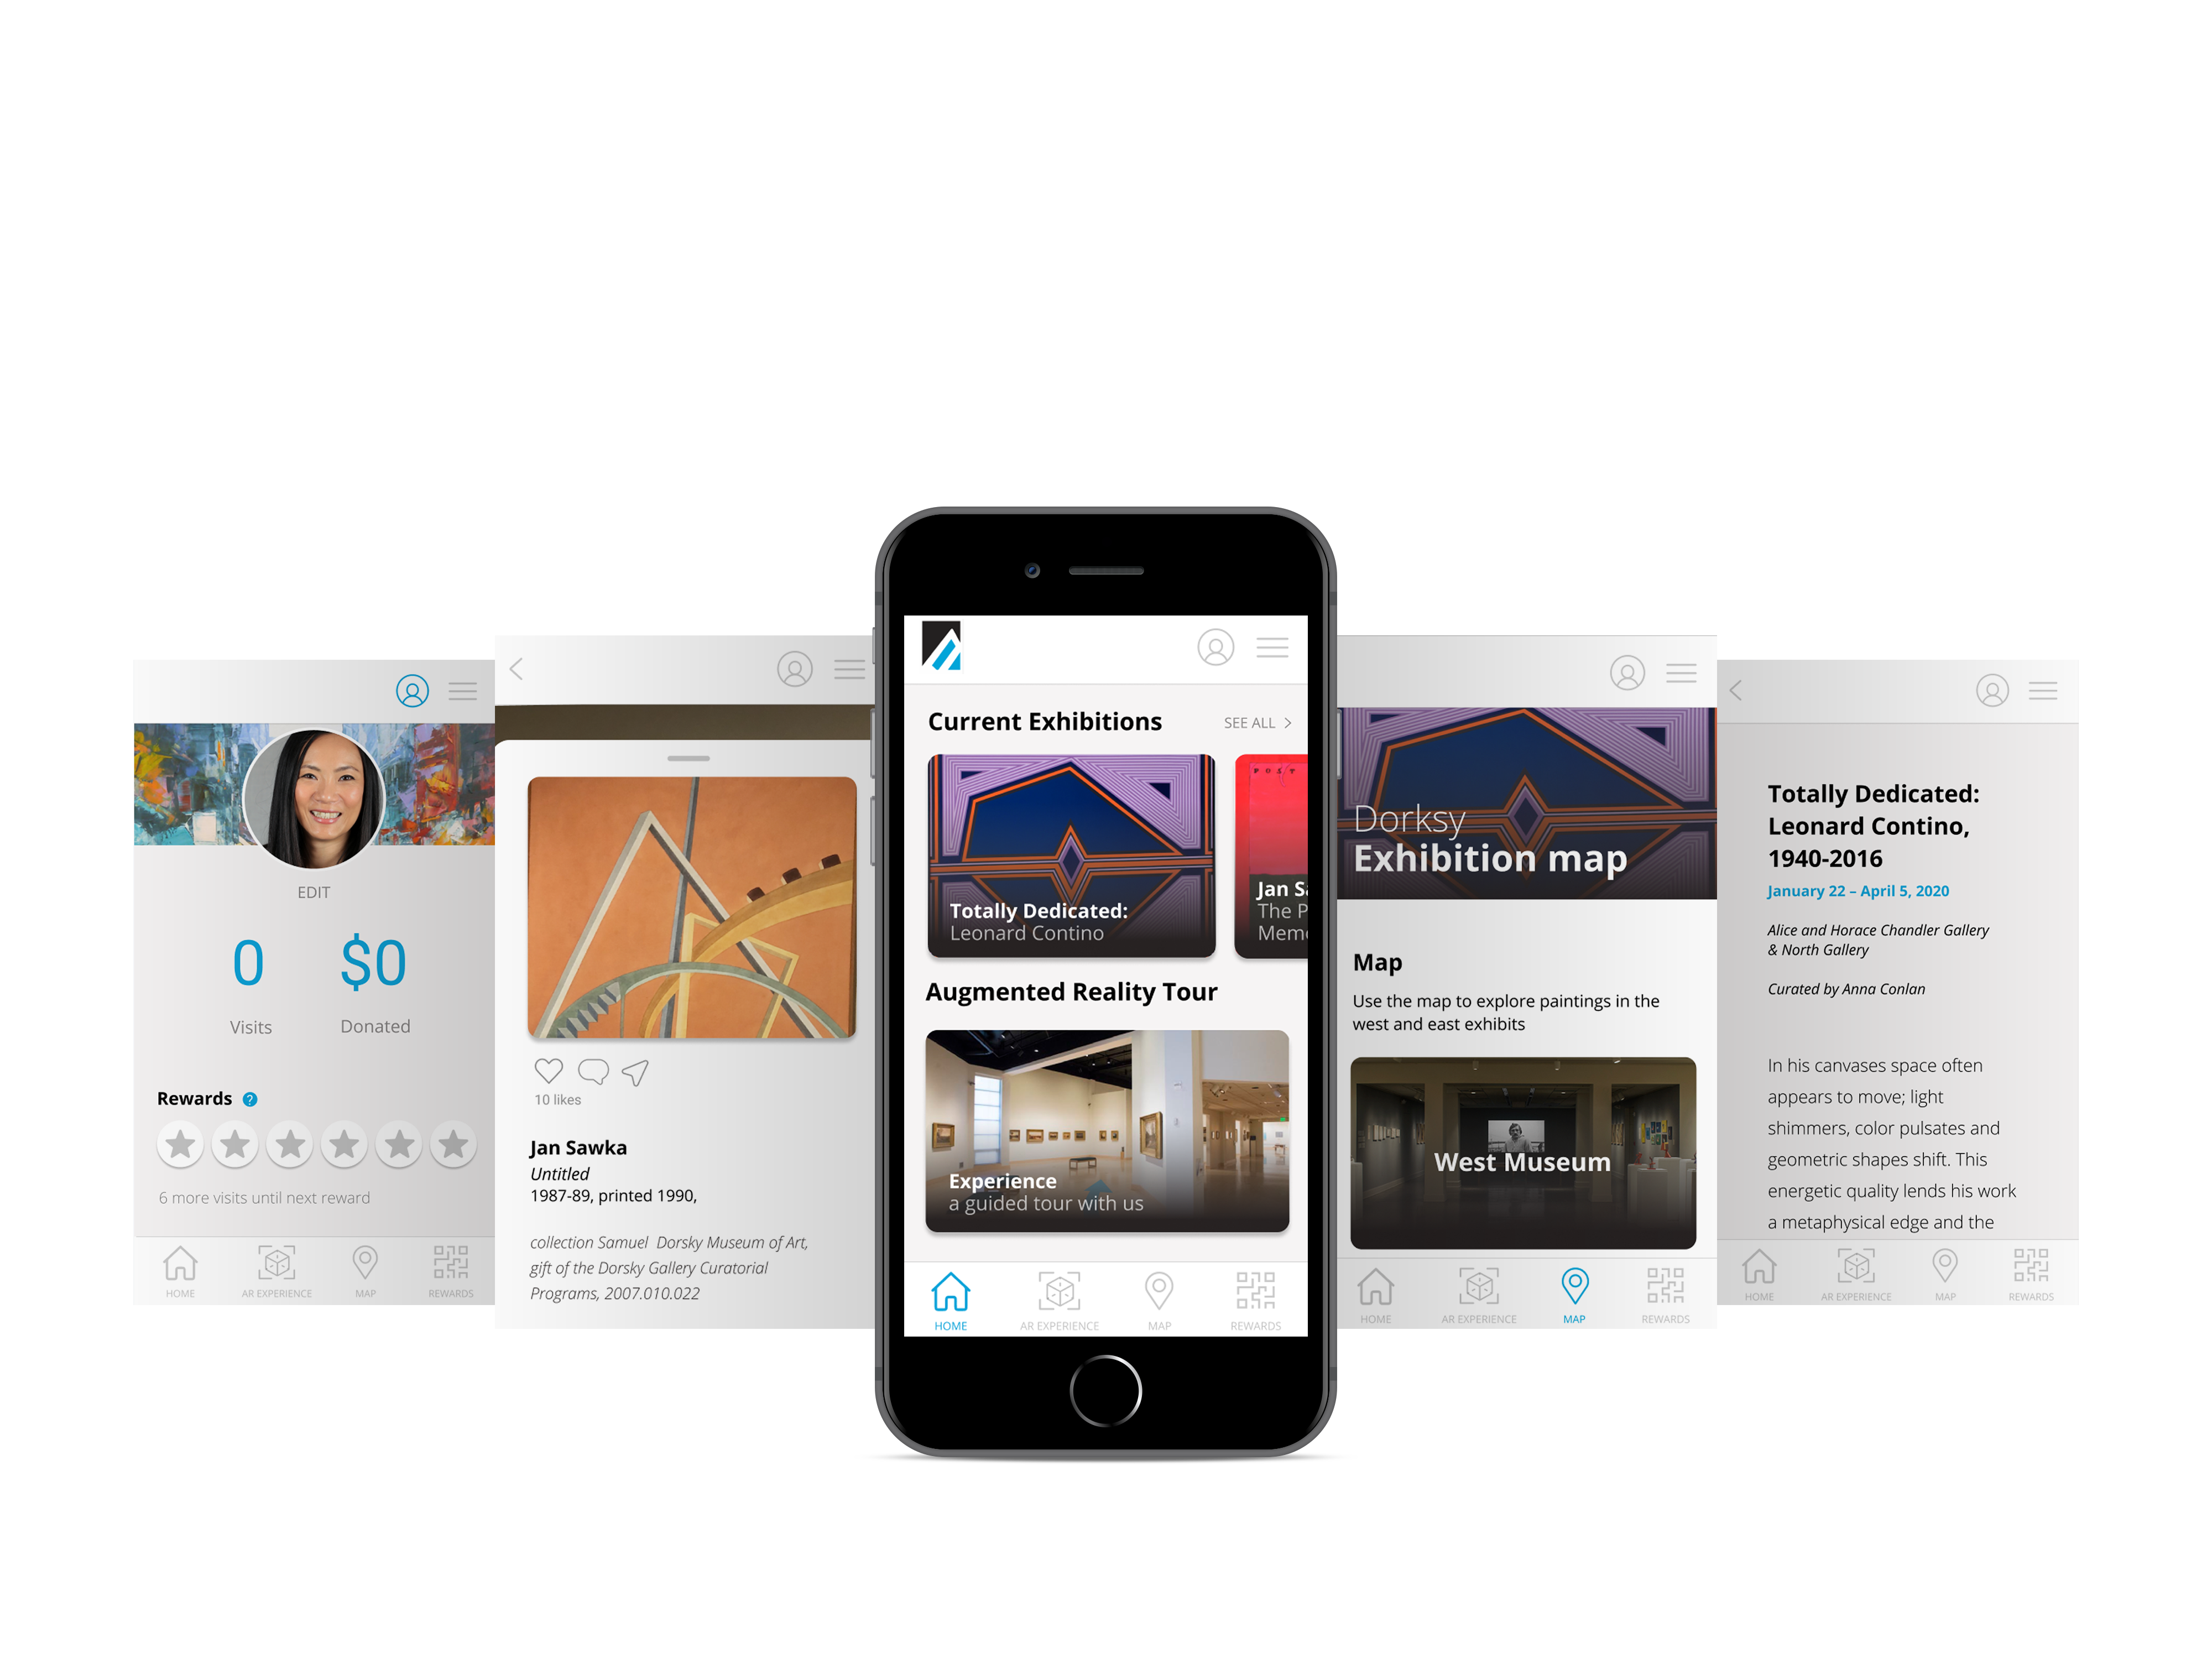 EDIT
0
$0
Visits
Donated
Rewards ?
6 more visits until next reward
HOME
AR EXPERIENCE
MAP
REWARDS
10 likes
Jan Sawka
Untitled
1987-89, printed 1990,
collection Samuel Dorsky Museum of Art,
gift of the Dorsky Gallery Curatorial
Programs, 2007.010.022
Current Exhibitions
SEE ALL >
Totally Dedicated:
Leonard Contino
POST
Jan
The
Augmented Reality Tour
Experience
a guided tour with us
HOME
AR EXPERIENCE
MAP
REWARDS
Dorksy
Exhibition map
Map
Use the map to explore paintings in the
west and east exhibits
West Museum
HOME
AR EXPERIENCE
MAP
REWARDS
Totally Dedicated:
Leonard Contino,
1940-2016
January 22 – April 5, 2020
Alice and Horace Chandler Gallery
& North Gallery
Curated by Anna Conlan
In his canvases space often
appears to move; light
shimmers, color pulsates and
geometric shapes shift. This
energetic quality lends his work
a metaphysical edge and the
HOME
AR EXPERIENCE
MAP
REWARDS